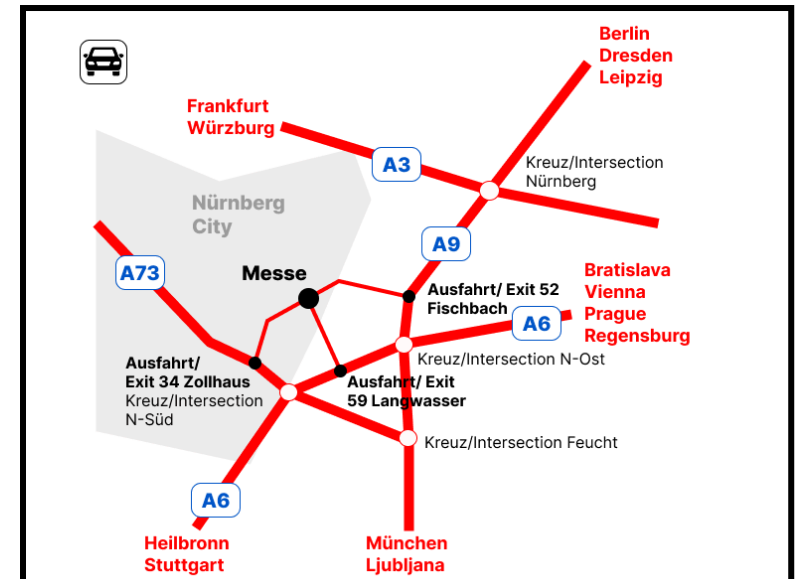 Berlin
Dresden
Leipzig
Frankfurt
Würzburg
A3
Kreuz/Intersection
Nürnberg
Nürnberg
City
A9
A73
Messe
Ausfahrt/ Exit 52
Fischbach
Bratislava
Vienna
Prague
Regensburg
A6
Kreuz/Intersection N-Ost
Ausfahrt/
Exit 34 Zollhaus
Kreuz/Intersection
N-Süd
Ausfahrt/ Exit
59 Langwasser
Kreuz/Intersection Feucht
A6
Heilbronn
Stuttgart
München
Ljubljana